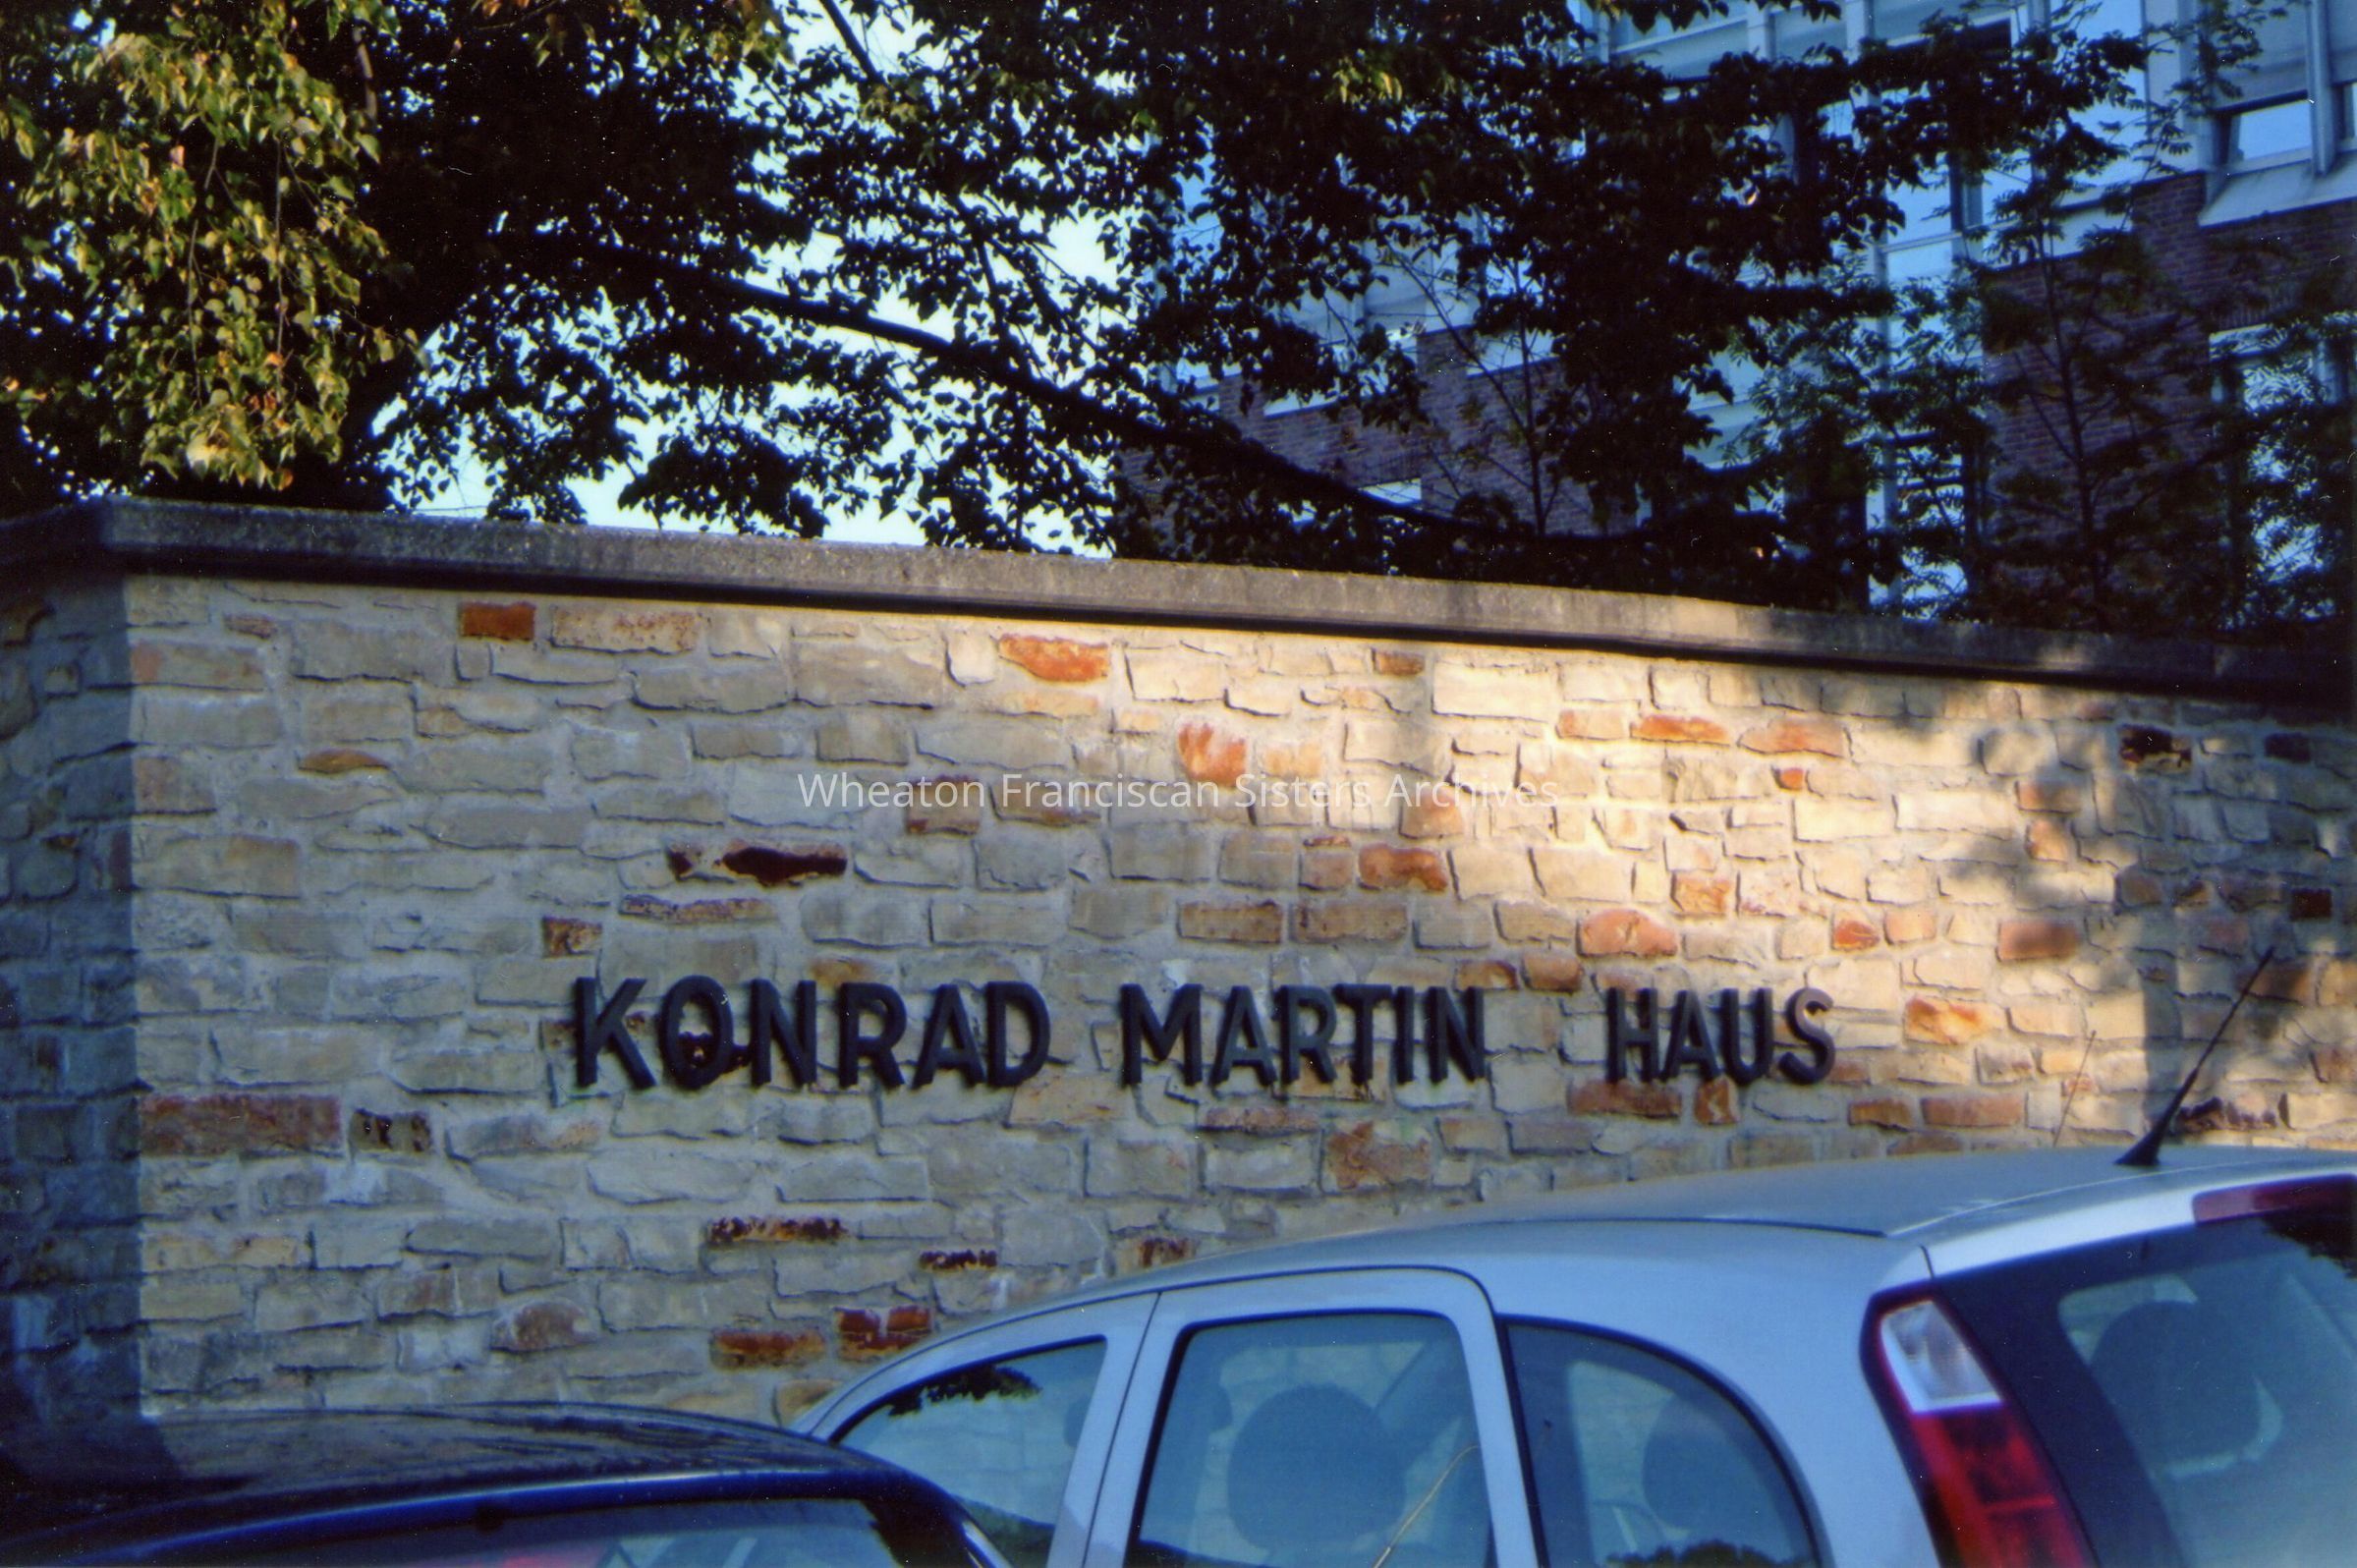 Wheaton Franciscan Sisters Archives
KONRAD MARTIN HAUS